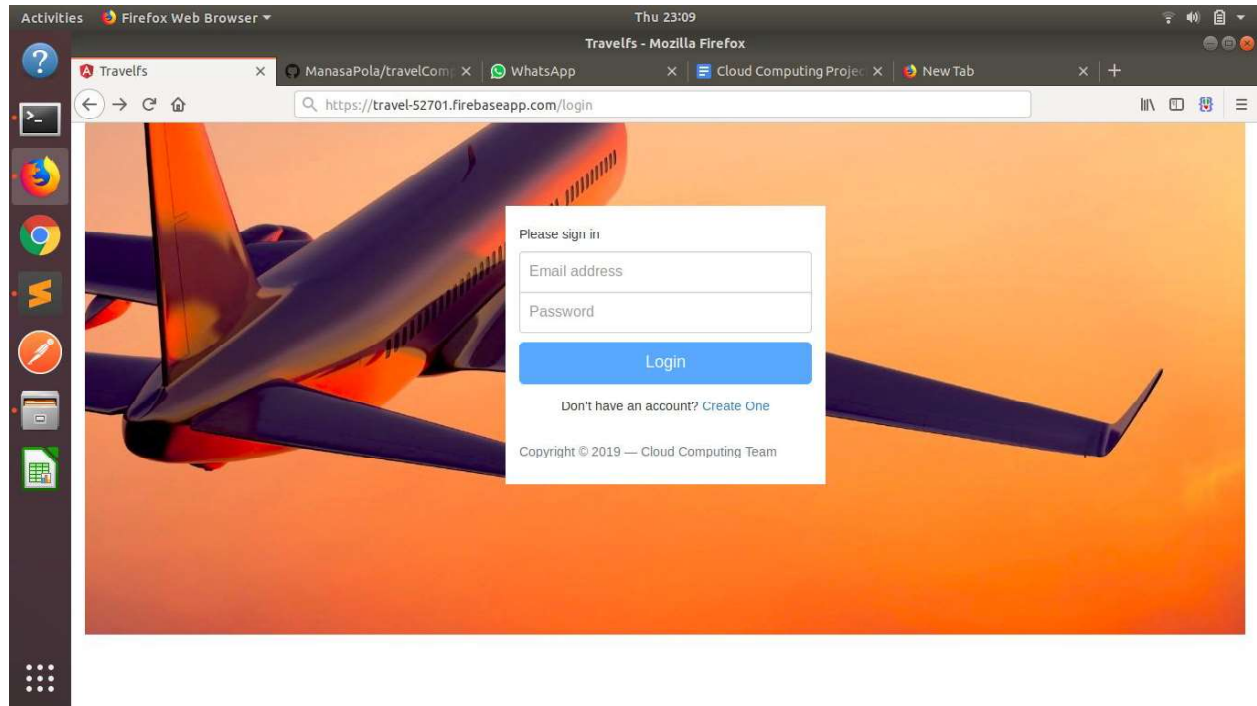 Activities Firefox Web Browser Thu 23:09
Travelfs - Mozilla Firefox
Travelfs ManasaPola/travelComp WhatsApp Cloud Computing Projec New Tab
https://travel-52701.firebaseapp.com/login
Please sign in
Email address
Password
Login
Don't have an account? Create One
Copyright © 2019 — Cloud Computing Team